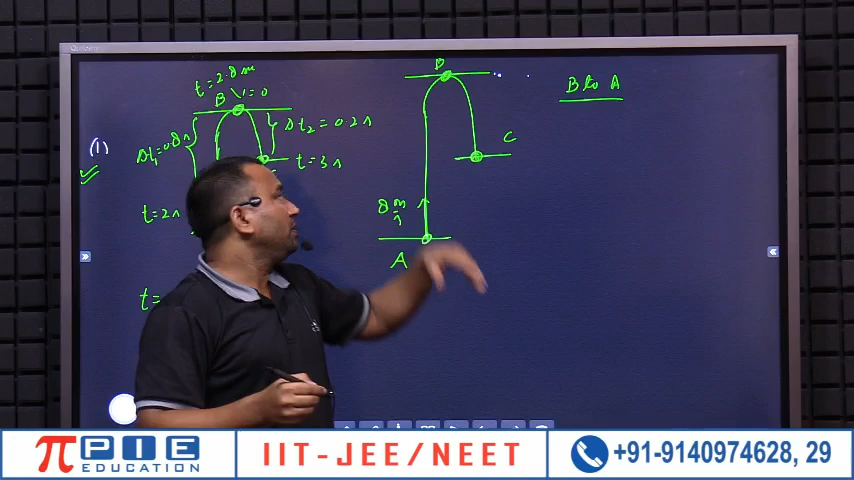 t=2.8 s
B V=0
Δt₁=0.8 s
Δt₂ = 0.2 s
(1)
t=3 s
t=2s
t=
B
C
8 m/s
A
B to A
π PIE
EDUCATION
IIT-JEE/NEET
+91-9140974628, 29